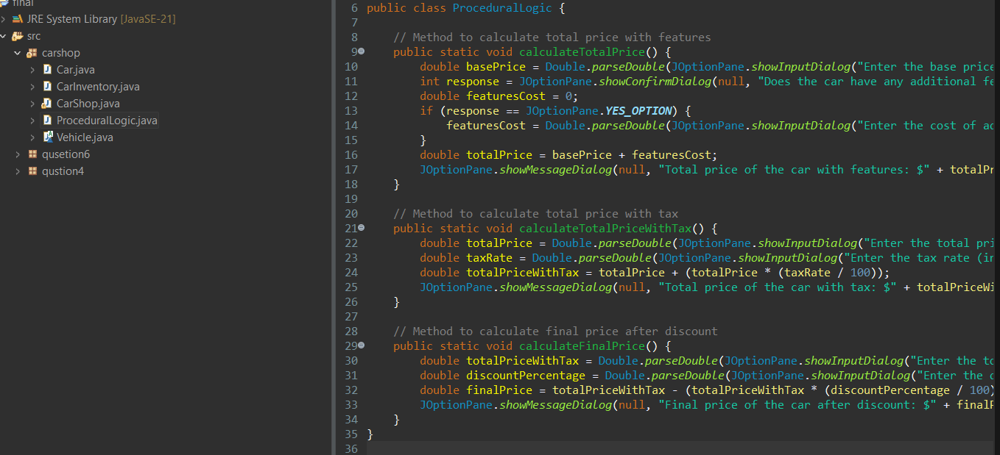 final
JRE System Library [JavaSE-21]
src
carshop
Car.java
CarInventory.java
CarShop.java
ProceduralLogic.java
Vehicle.java
qusetion6
qustion4
6 public class ProceduralLogic {
7
8 // Method to calculate total price with features
9 public static void calculateTotalPrice() {
10 double basePrice = Double.parseDouble(JOptionPane.showInputDialog("Enter the base price
11 int response = JOptionPane.showConfirmDialog(null, "Does the car have any additional fe
12 double featuresCost = 0;
13 if (response == JOptionPane.YES_OPTION) {
14 featuresCost = Double.parseDouble(JOptionPane.showInputDialog("Enter the cost of ad
15 }
16 double totalPrice = basePrice + featuresCost;
17 JOptionPane.showMessageDialog(null, "Total price of the car with features: $" + totalPr
18 }
19
20 // Method to calculate total price with tax
21 public static void calculateTotalPriceWithTax() {
22 double totalPrice = Double.parseDouble(JOptionPane.showInputDialog("Enter the total pri
23 double taxRate = Double.parseDouble(JOptionPane.showInputDialog("Enter the tax rate (in
24 double totalPriceWithTax = totalPrice + (totalPrice * (taxRate / 100));
25 JOptionPane.showMessageDialog(null, "Total price of the car with tax: $" + totalPriceWi
26 }
27
28 // Method to calculate final price after discount
29 public static void calculateFinalPrice() {
30 double totalPriceWithTax = Double.parseDouble(JOptionPane.showInputDialog("Enter the to
31 double discountPercentage = Double.parseDouble(JOptionPane.showInputDialog("Enter the d
32 double finalPrice = totalPriceWithTax - (totalPriceWithTax * (discountPercentage / 100)
33 JOptionPane.showMessageDialog(null, "Final price of the car after discount: $" + finalP
34 }
35 }
36